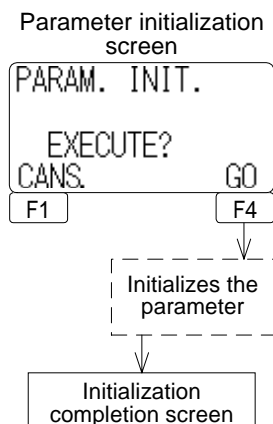 Parameter initialization
screen
PARAM. INIT.
EXECUTE?
CANS. GO
F1 F4
Initializes the
parameter
Initialization
completion screen